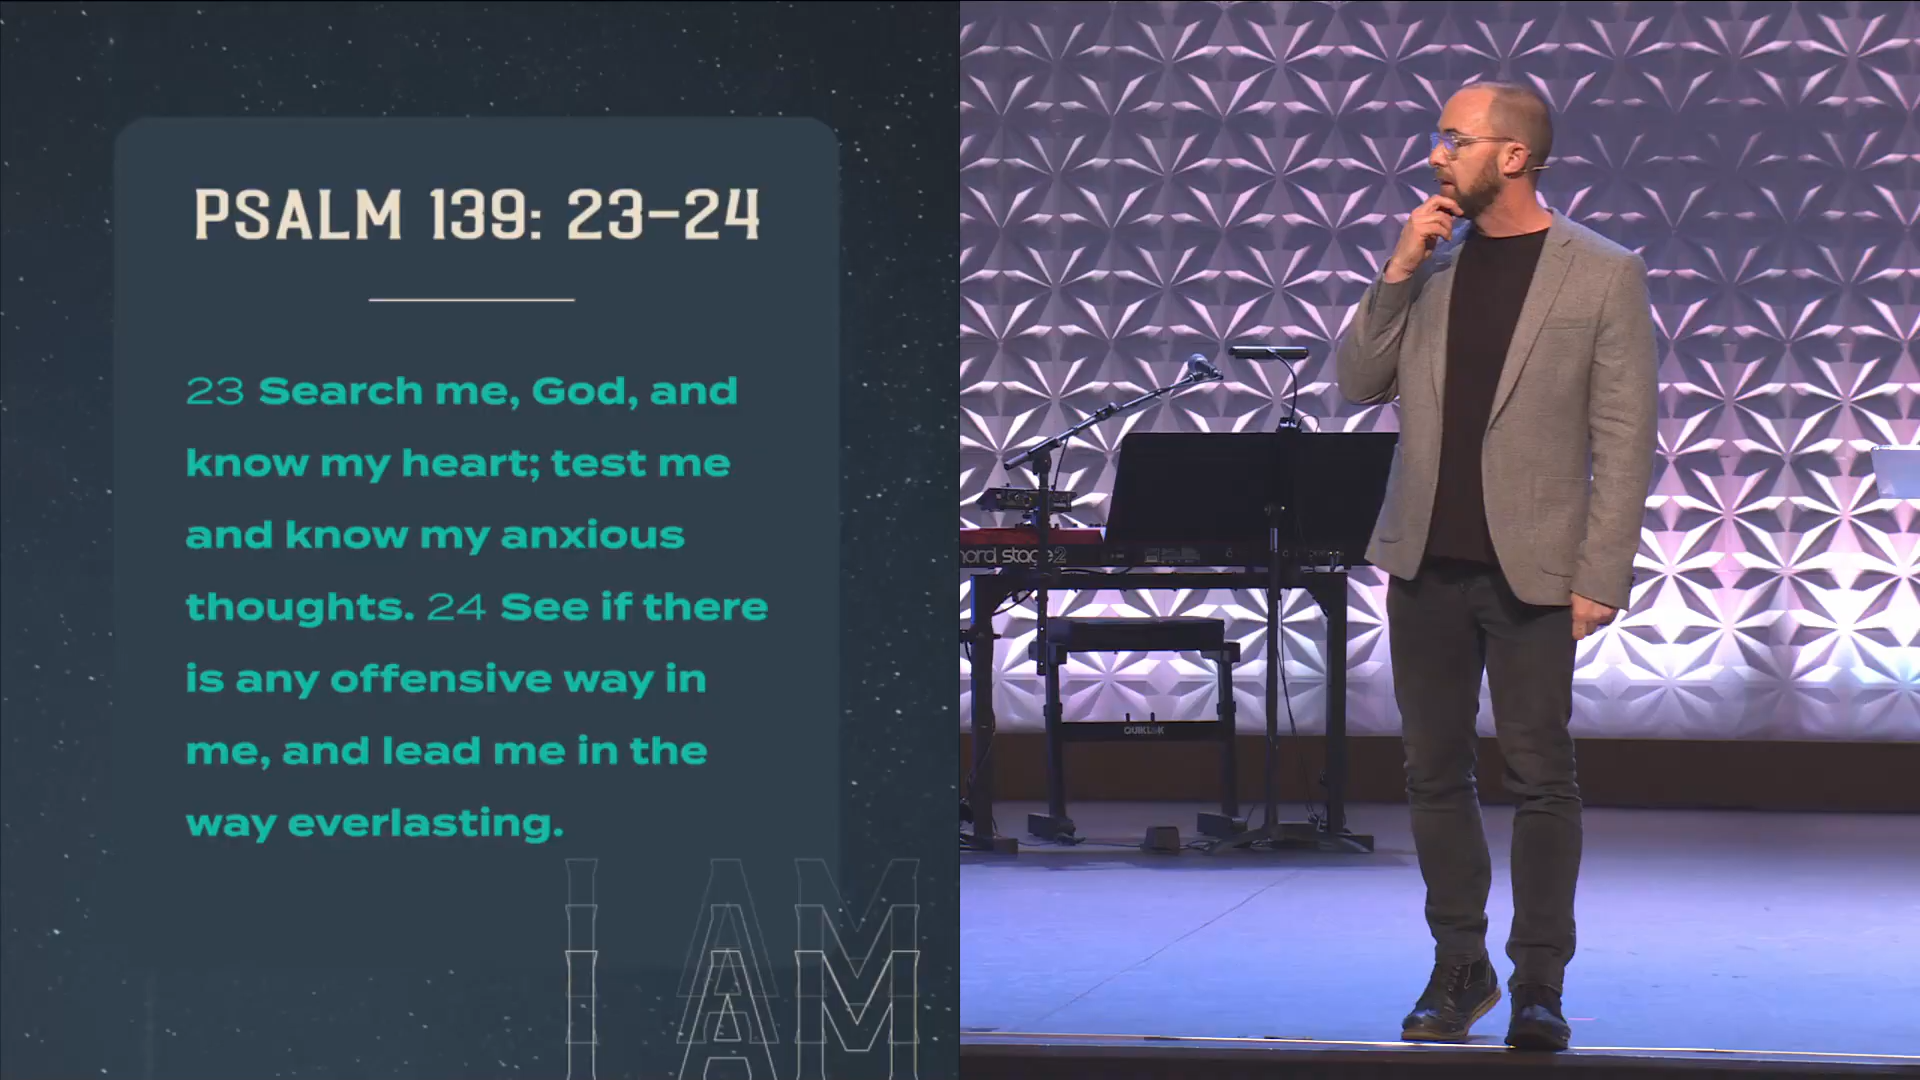 PSALM 139: 23–24
23 Search me, God, and
know my heart; test me
and know my anxious
thoughts. 24 See if there
is any offensive way in
me, and lead me in the
way everlasting.
I AM
I AM
I AM
nord stage 2
QUIKLOK